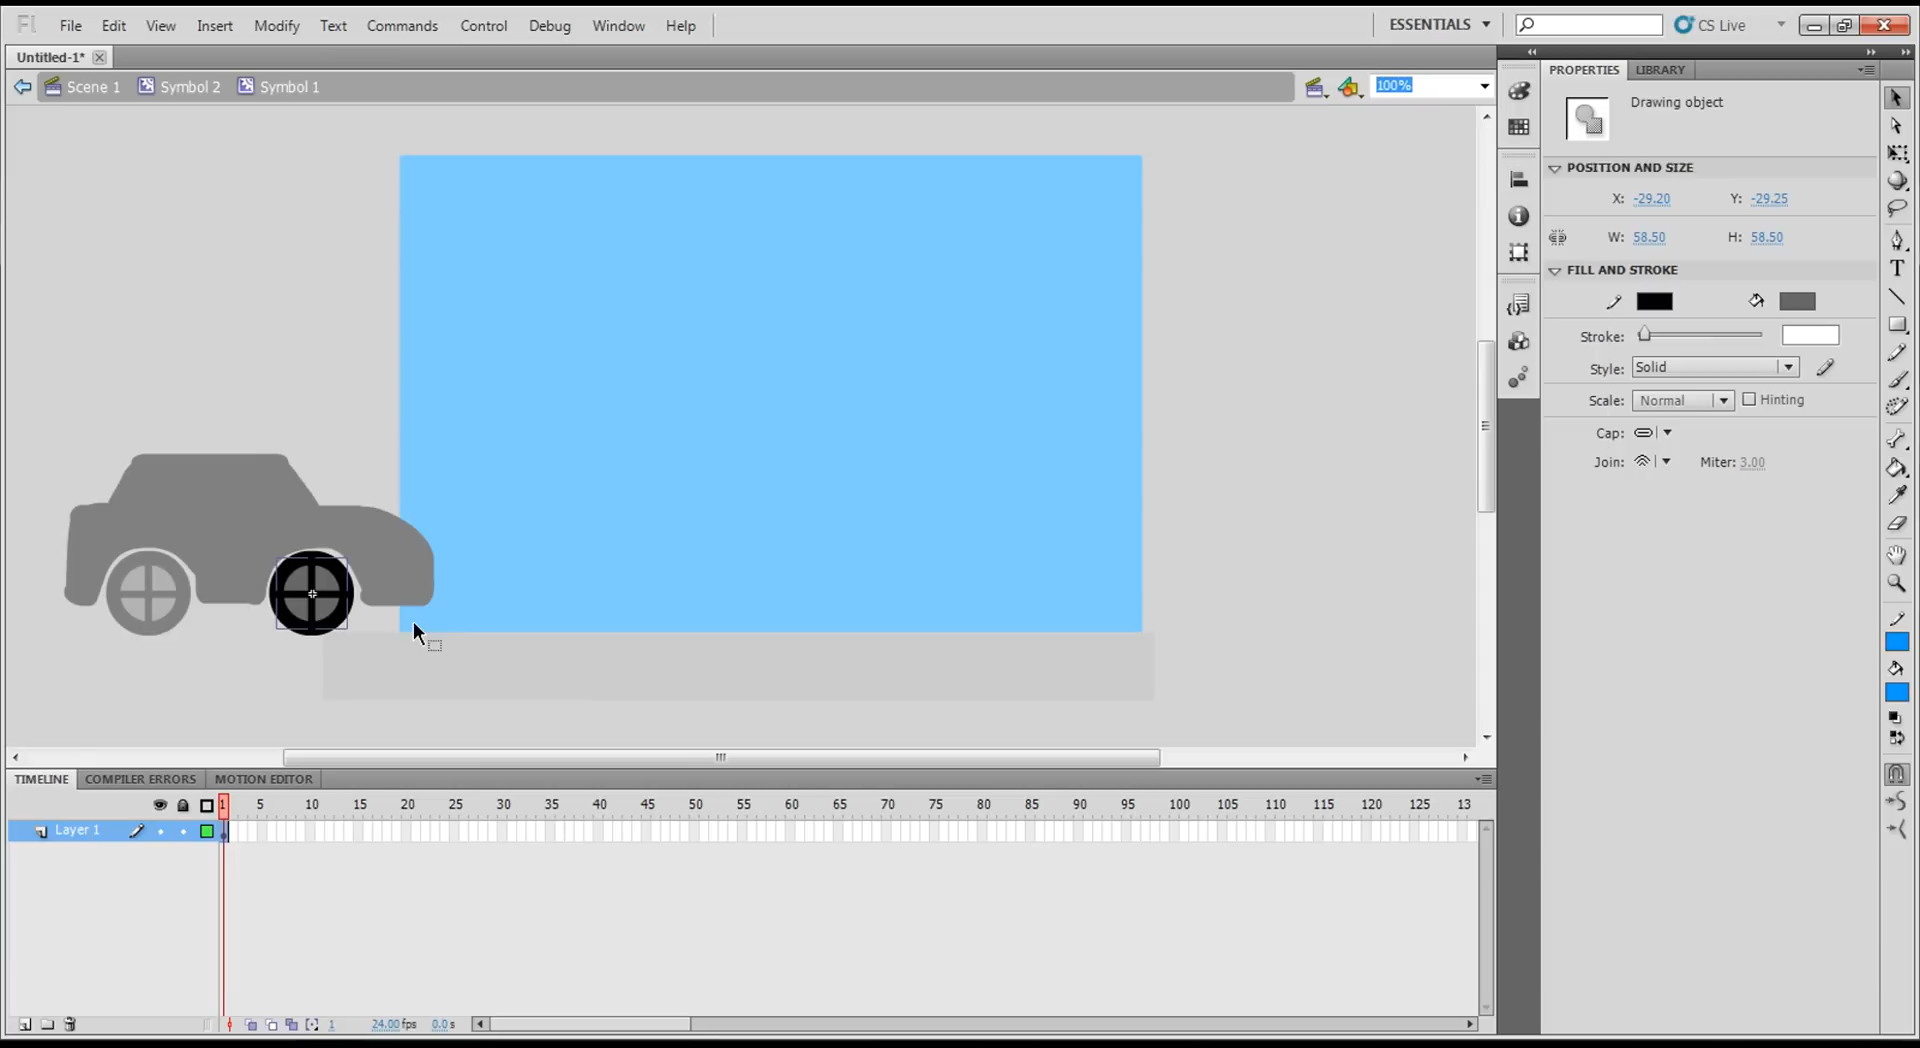 Fl File Edit View Insert Modify Text Commands Control Debug Window Help ESSENTIALS CS Live
Untitled-1*
Scene 1 Symbol 2 Symbol 1 100%
PROPERTIES LIBRARY
Drawing object
POSITION AND SIZE
X: -29.20 Y: -29.25
W: 58.50 H: 58.50
FILL AND STROKE
Stroke:
Style: Solid
Scale: Normal Hinting
Cap:
Join: Miter: 3.00
TIMELINE COMPILER ERRORS MOTION EDITOR
1 5 10 15 20 25 30 35 40 45 50 55 60 65 70 75 80 85 90 95 100 105 110 115 120 125 13
Layer 1
1 24.00 fps 0.0 s